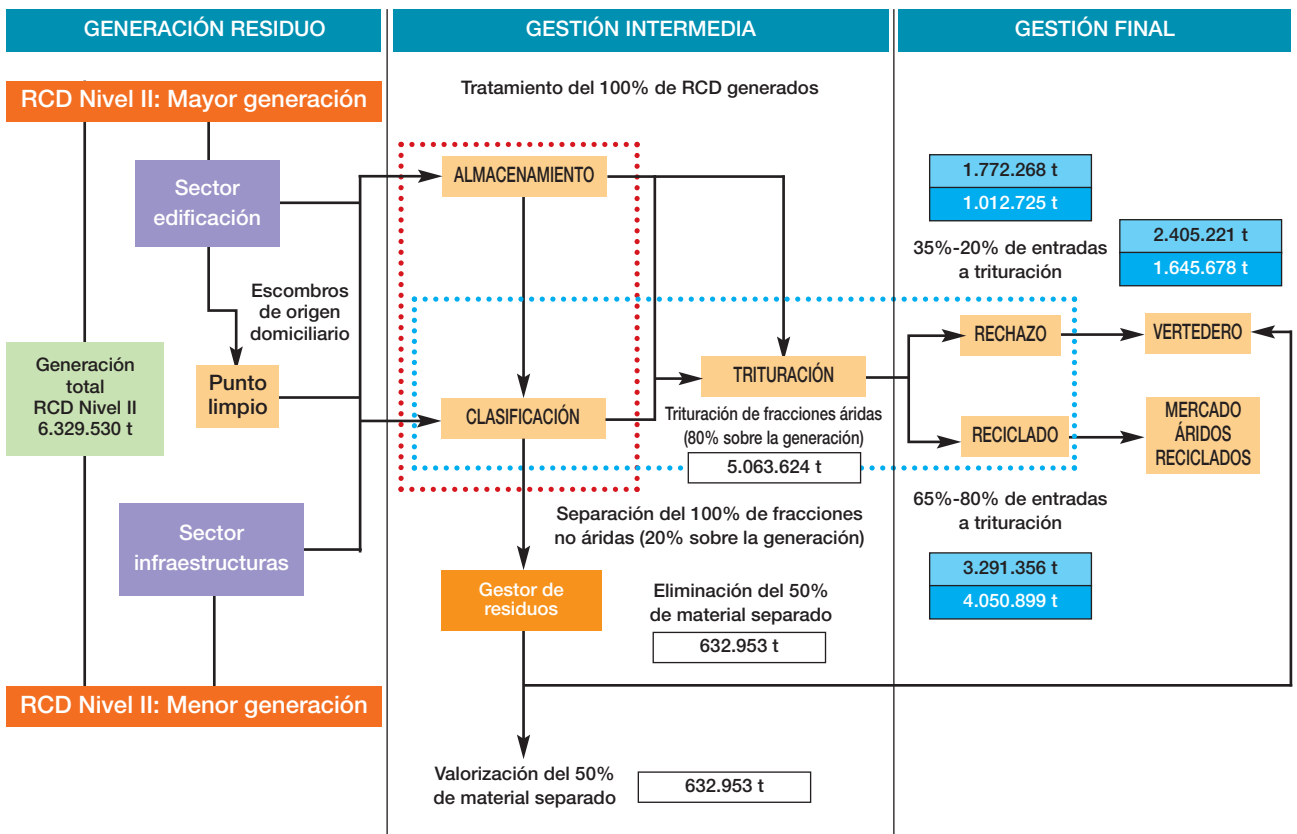 GENERACIÓN RESIDUO
GESTIÓN INTERMEDIA
GESTIÓN FINAL
RCD Nivel II: Mayor generación
Sector
edificación
Escombros
de origen
domiciliario
Generación
total
RCD Nivel II
6.329.530 t
Punto
limpio
Sector
infraestructuras
RCD Nivel II: Menor generación
Tratamiento del 100% de RCD generados
ALMACENAMIENTO
CLASIFICACIÓN
TRITURACIÓN
Trituración de fracciones áridas
(80% sobre la generación)
5.063.624 t
Separación del 100% de fracciones
no áridas (20% sobre la generación)
Gestor de
residuos
Eliminación del 50%
de material separado
632.953 t
Valorización del 50%
de material separado
632.953 t
1.772.268 t
1.012.725 t
35%-20% de entradas
a trituración
2.405.221 t
1.645.678 t
RECHAZO
VERTEDERO
RECICLADO
MERCADO
ÁRIDOS
RECICLADOS
65%-80% de entradas
a trituración
3.291.356 t
4.050.899 t